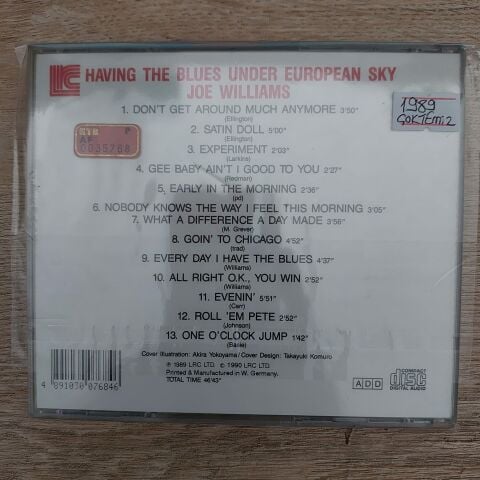 LRC HAVING THE BLUES UNDER EUROPEAN SKY
JOE WILLIAMS
1. DON'T GET AROUND MUCH ANYMORE 3'50"
(Ellington)
2. SATIN DOLL 5'00"
(Ellington)
3. EXPERIMENT 2'03"
(Larkins)
4. GEE BABY AIN'T I GOOD TO YOU 2'27"
(Redman)
5. EARLY IN THE MORNING 2'36"
(pd)
6. NOBODY KNOWS THE WAY I FEEL THIS MORNING 3'05"
7. WHAT A DIFFERENCE A DAY MADE 3'56"
(M. Grever)
8. GOIN' TO CHICAGO 4'52"
(trad)
9. EVERY DAY I HAVE THE BLUES 4'37"
(Williams)
10. ALL RIGHT O.K., YOU WIN 2'52"
(Williams)
11. EVENIN' 5'51"
(Carr)
12. ROLL 'EM PETE 2'52"
(Johnson)
13. ONE O'CLOCK JUMP 1'42"
(Basie)
Cover Illustration: Akira Yokoyama/Cover Design: Takayuki Komuro
℗ 1989 LRC LTD. © 1990 LRC LTD.
Printed & Manufactured in W. Germany.
TOTAL TIME 46'43"
4 891030 076846
ADD
COMPACT
disc
DIGITAL AUDIO
1989
GÖKTEMİZ
P
0035768